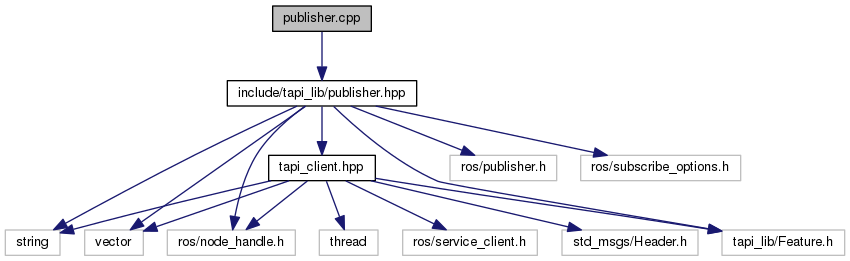 publisher.cpp
include/tapi_lib/publisher.hpp
tapi_client.hpp
ros/publisher.h
ros/subscribe_options.h
string
vector
ros/node_handle.h
thread
ros/service_client.h
std_msgs/Header.h
tapi_lib/Feature.h